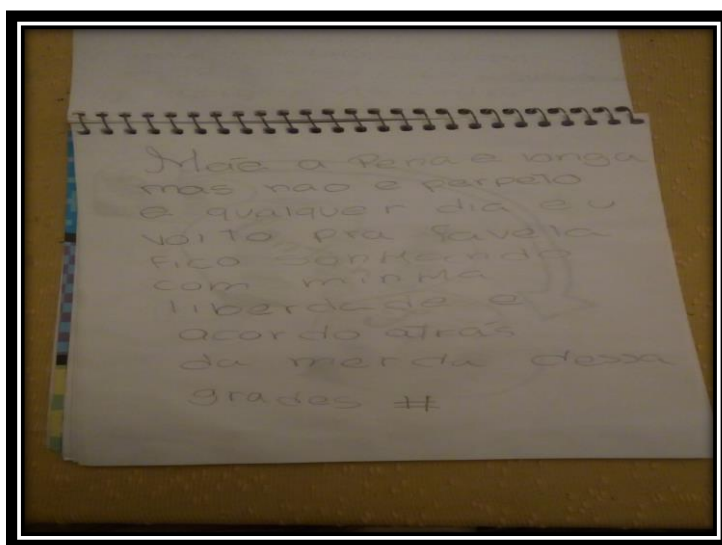 Mãe a Pena e longa
mas nao e perpeto
e qualquer dia eu
volto pra favela
Fico sonhando
com minha
liberdade e
acordo atrás
da merda dessa
grades #